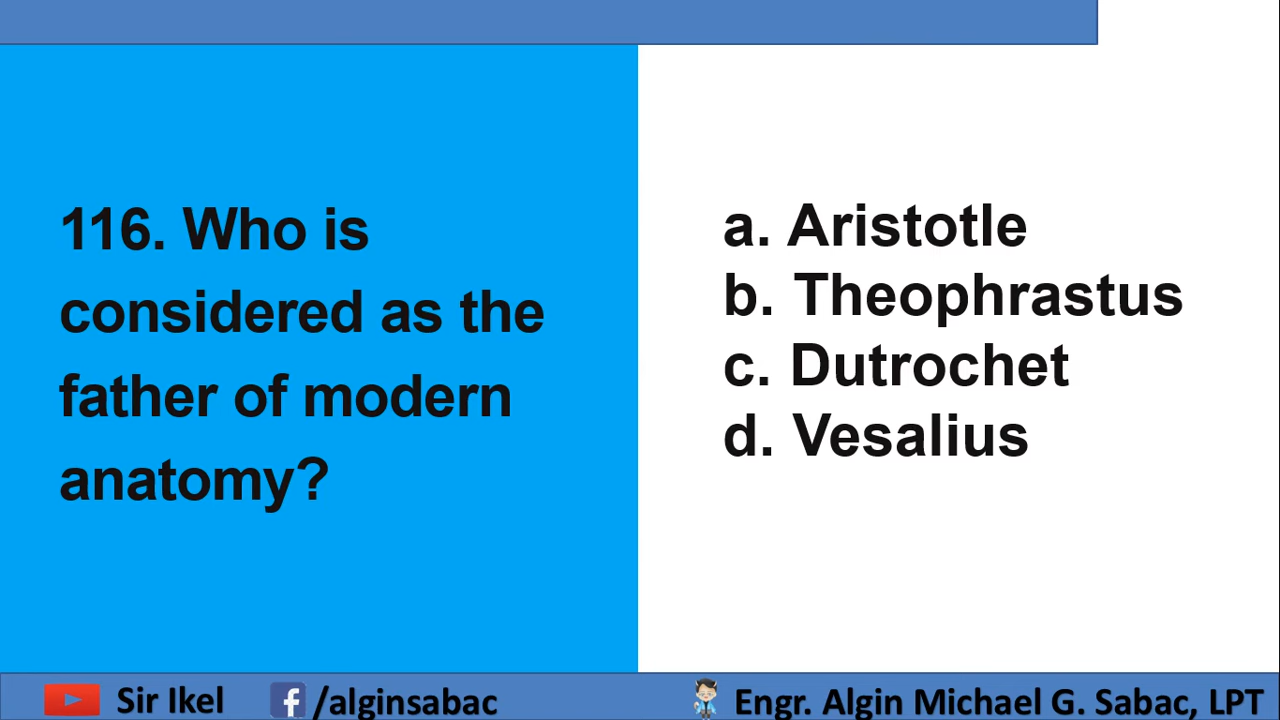 116. Who is
considered as the
father of modern
anatomy?
a. Aristotle
b. Theophrastus
c. Dutrochet
d. Vesalius
Sir Ikel
/alginsabac
Engr. Algin Michael G. Sabac, LPT